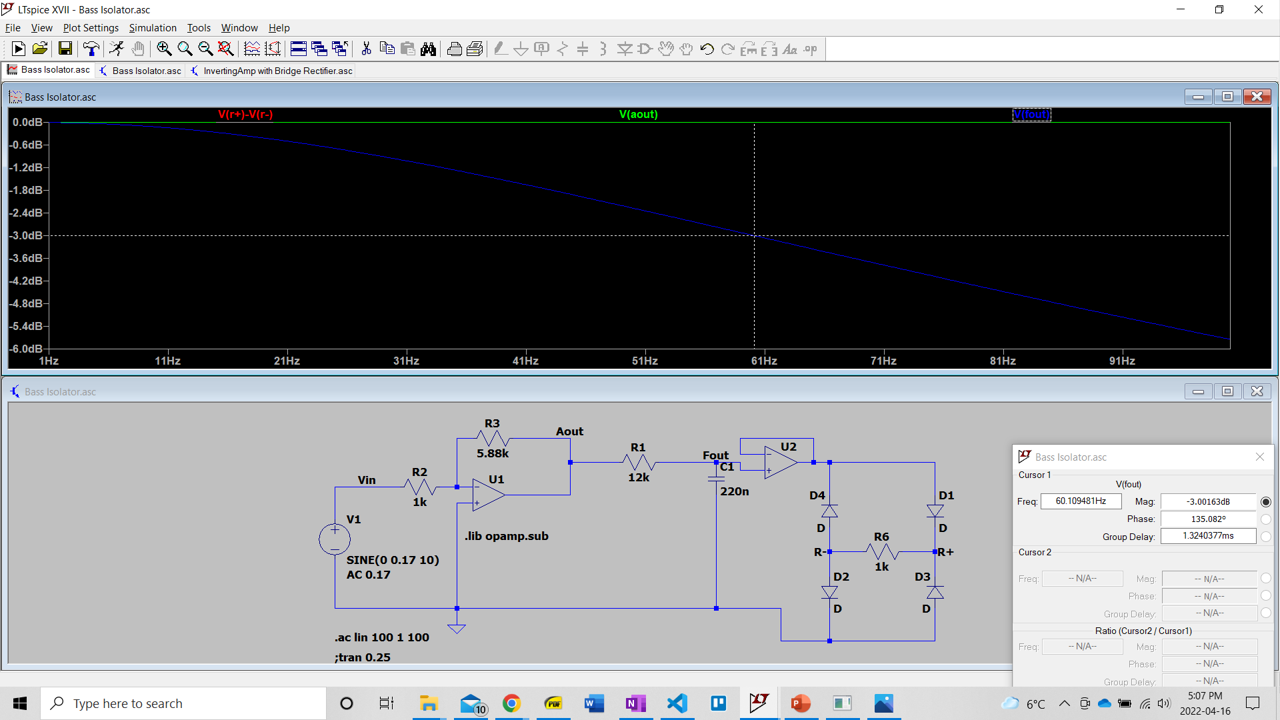 LTspice XVII - Bass Isolator.asc
File View Plot Settings Simulation Tools Window Help
Bass Isolator.asc Bass Isolator.asc InvertingAmp with Bridge Rectifier.asc
Bass Isolator.asc
V(r+)-V(r-) V(aout) V(fout)
0.0dB
-0.6dB
-1.2dB
-1.8dB
-2.4dB
-3.0dB
-3.6dB
-4.2dB
-4.8dB
-5.4dB
-6.0dB
1Hz 11Hz 21Hz 31Hz 41Hz 51Hz 61Hz 71Hz 81Hz 91Hz
Bass Isolator.asc
R3
5.88k
Aout
R1
12k
Fout
C1
220n
U2
Vin
R2
1k
U1
.lib opamp.sub
V1
SINE(0 0.17 10)
AC 0.17
D4
D
D1
D
R-
R6
1k
R+
D2
D
D3
D
.ac lin 100 1 100
;tran 0.25
Bass Isolator.asc
Cursor 1
V(fout)
Freq: 60.109481Hz Mag: -3.00163dB
Phase: 135.082°
Group Delay: 1.3240377ms
Cursor 2
Freq: -- N/A-- Mag: -- N/A--
Phase: -- N/A--
Group Delay: -- N/A--
Ratio (Cursor2 / Cursor1)
Freq: -- N/A-- Mag: -- N/A--
Phase: -- N/A--
Group Delay: -- N/A--
Type here to search
10
6°C
5:07 PM
2022-04-16